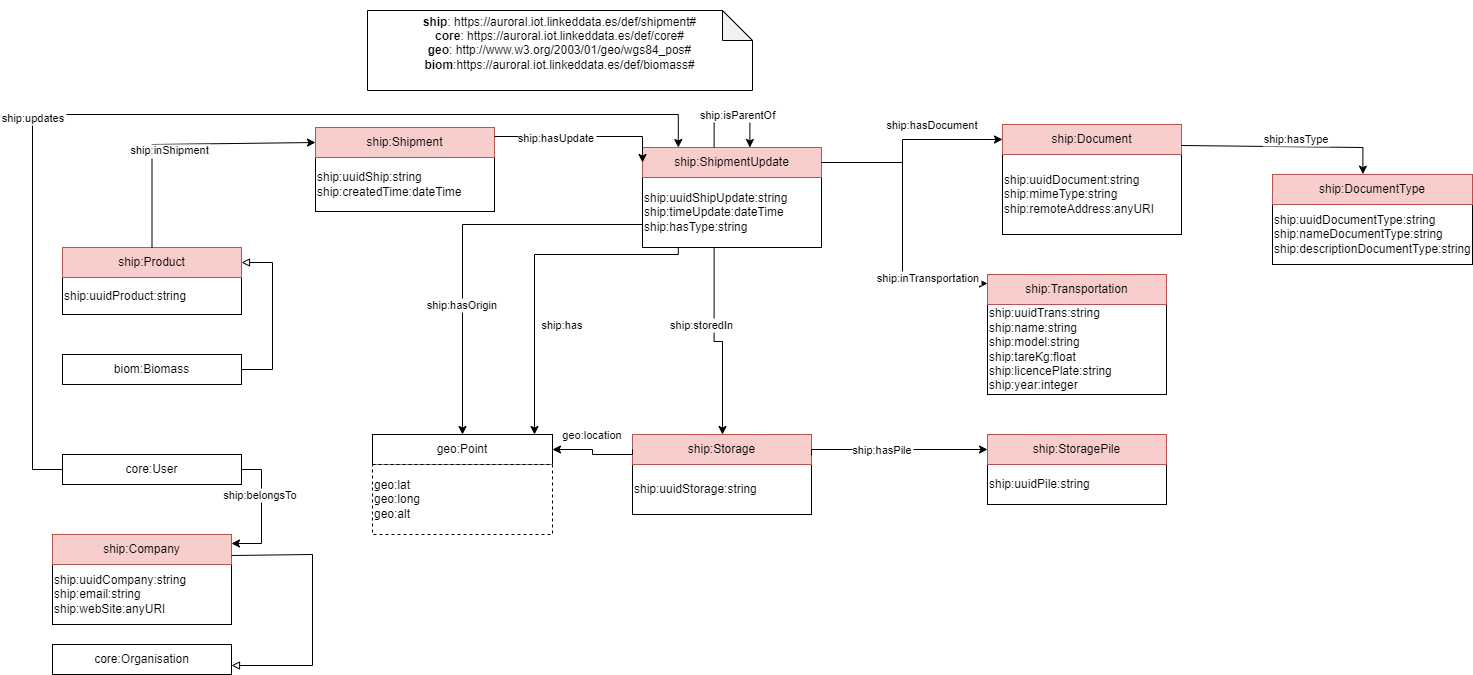 ship: https://auroral.iot.linkeddata.es/def/shipment#
core: https://auroral.iot.linkeddata.es/def/core#
geo: http://www.w3.org/2003/01/geo/wgs84_pos#
biom:https://auroral.iot.linkeddata.es/def/biomass#
ship:updates
ship:inShipment
ship:Shipment
ship:uuidShip:string
ship:createdTime:dateTime
ship:hasUpdate
ship:isParentOf
ship:ShipmentUpdate
ship:uuidShipUpdate:string
ship:timeUpdate:dateTime
ship:hasType:string
ship:hasDocument
ship:Document
ship:uuidDocument:string
ship:mimeType:string
ship:remoteAddress:anyURI
ship:hasType
ship:DocumentType
ship:uuidDocumentType:string
ship:nameDocumentType:string
ship:descriptionDocumentType:string
ship:Product
ship:uuidProduct:string
biom:Biomass
ship:hasOrigin
ship:has
ship:storedIn
ship:inTransportation
ship:Transportation
ship:uuidTrans:string
ship:name:string
ship:model:string
ship:tareKg:float
ship:licencePlate:string
ship:year:integer
core:User
ship:belongsTo
geo:Point
geo:lat
geo:long
geo:alt
geo:location
ship:Storage
ship:uuidStorage:string
ship:hasPile
ship:StoragePile
ship:uuidPile:string
ship:Company
ship:uuidCompany:string
ship:email:string
ship:webSite:anyURI
core:Organisation